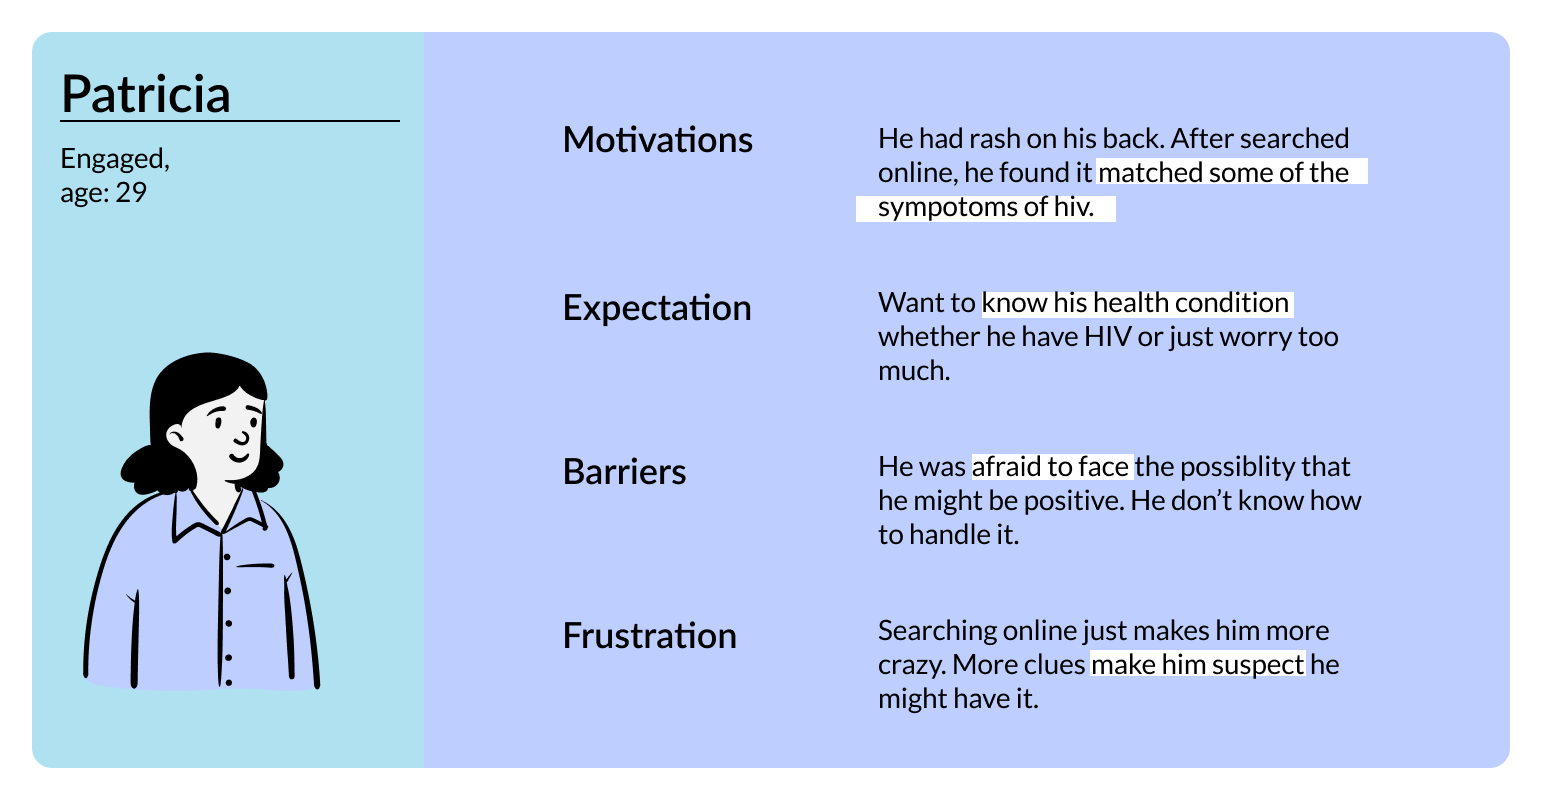 Patricia
Engaged,
age: 29
Motivations
He had rash on his back. After searched
online, he found it matched some of the
sympotoms of hiv.
Expectation
Want to know his health condition
whether he have HIV or just worry too
much.
Barriers
He was afraid to face the possiblity that
he might be positive. He don’t know how
to handle it.
Frustration
Searching online just makes him more
crazy. More clues make him suspect he
might have it.